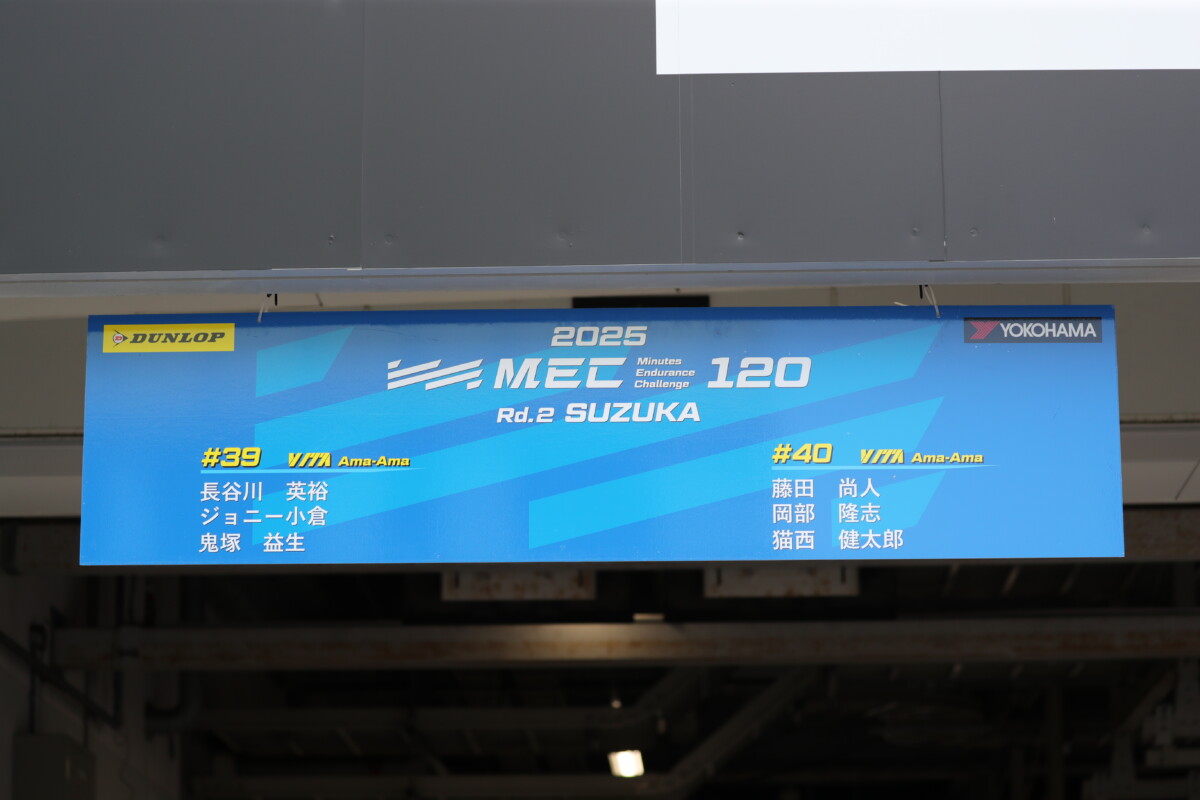 DUNLOP
YOKOHAMA
2025
MEC Minutes Endurance Challenge 120
Rd.2 SUZUKA
#39 VITA Ama-Ama
長谷川 英裕
ジョニー小倉
鬼塚 益生
#40 VITA Ama-Ama
藤田 尚人
岡部 隆志
猫西 健太郎